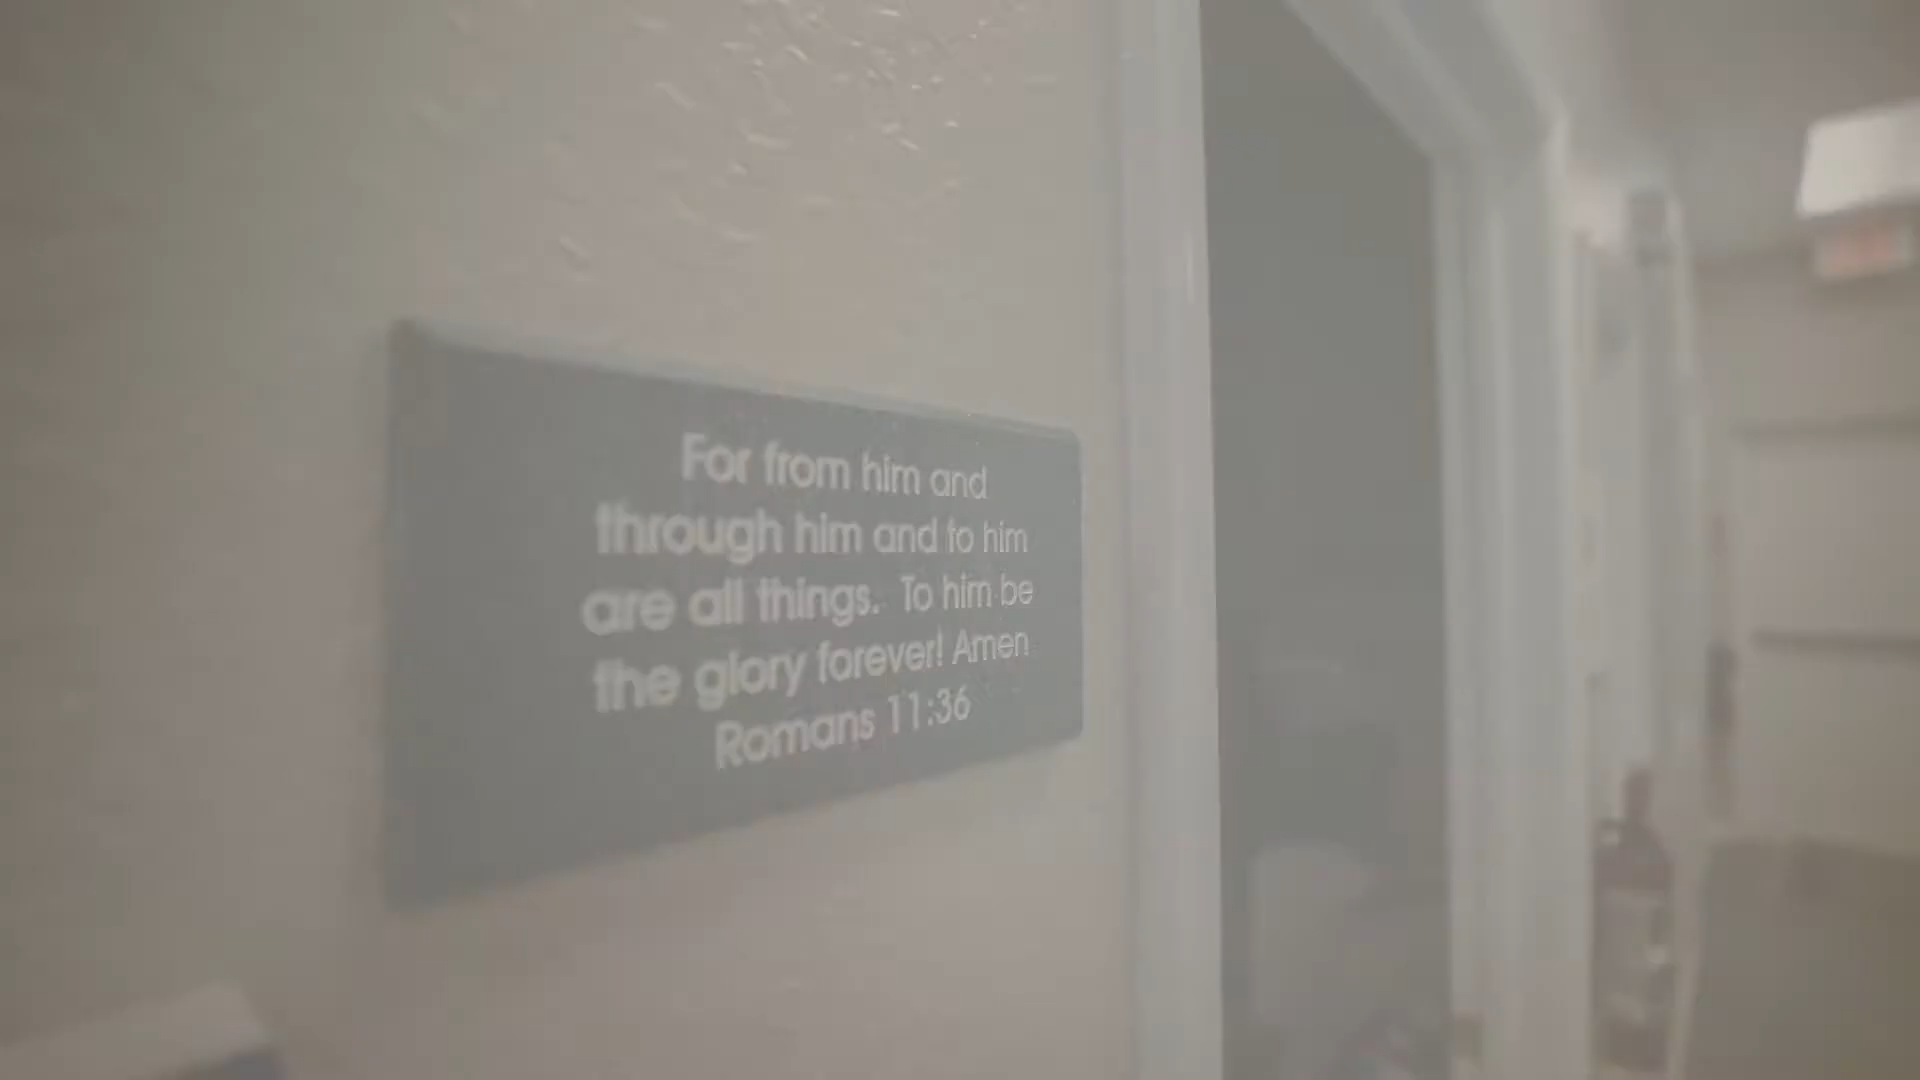 For from him and
through him and to him
are all things. To him be
the glory forever! Amen
Romans 11:36